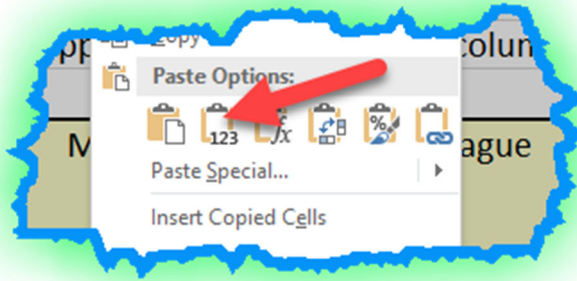 Copy
Paste Options:
123
fx
%
Paste Special...
ague
Insert Copied Cells